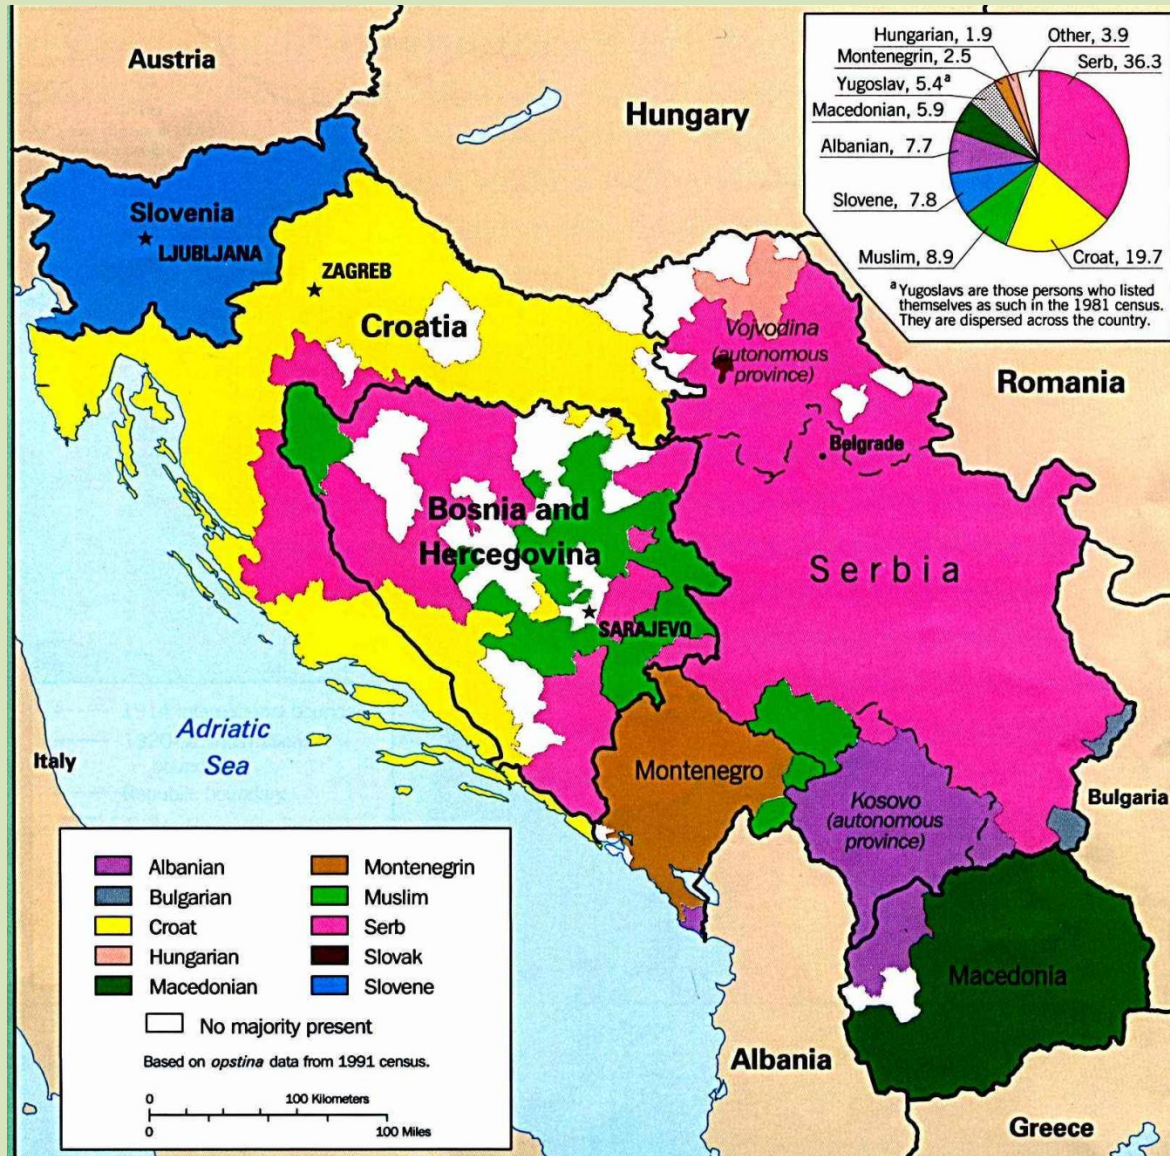 Austria
Hungary
Slovenia
LJUBLJANA
ZAGREB
Croatia
Vojvodina
(autonomous
province)
Romania
Belgrade
Bosnia and
Hercegovina
Serbia
SARAJEVO
Adriatic
Sea
Italy
Montenegro
Kosovo
(autonomous
province)
Bulgaria
Macedonia
Albania
Greece
Hungarian, 1.9
Other, 3.9
Montenegrin, 2.5
Serb, 36.3
Yugoslav, 5.4a
Macedonian, 5.9
Albanian, 7.7
Slovene, 7.8
Muslim, 8.9
Croat, 19.7
a Yugoslavs are those persons who listed
themselves as such in the 1981 census.
They are dispersed across the country.
Albanian
Bulgarian
Croat
Hungarian
Macedonian
Montenegrin
Muslim
Serb
Slovak
Slovene
No majority present
Based on opstina data from 1991 census.
0 100 Kilometers
0 100 Miles